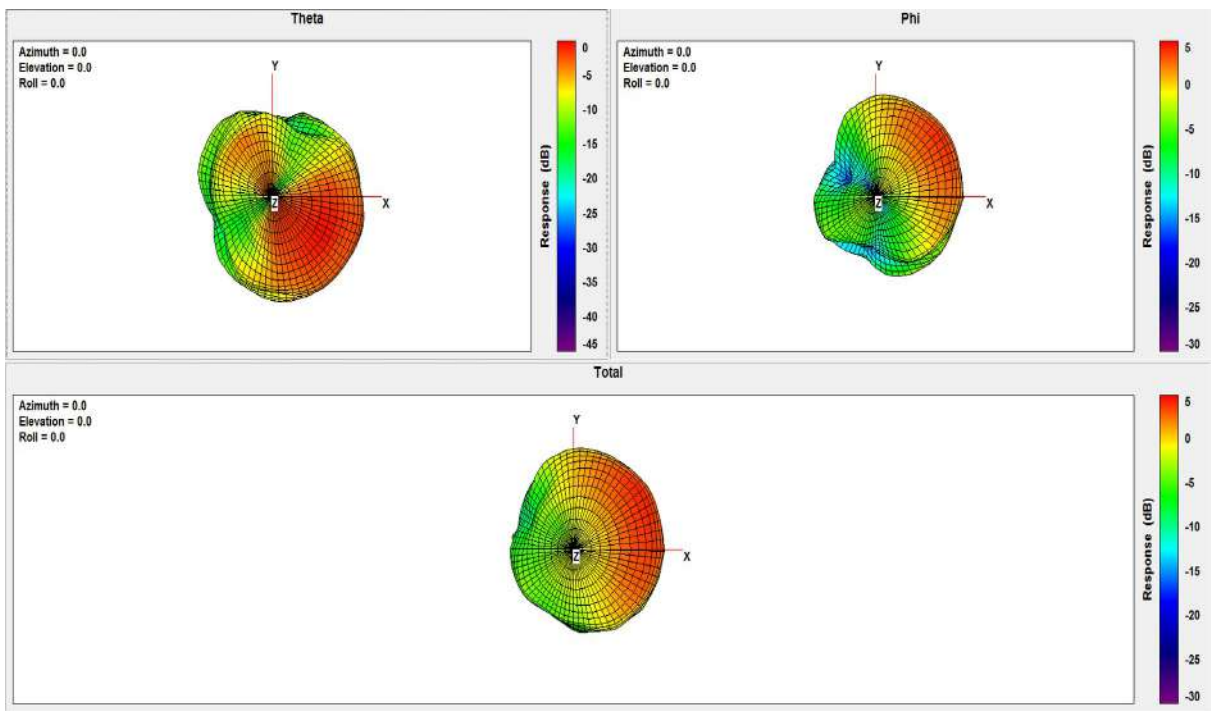 Theta
Azimuth = 0.0
Elevation = 0.0
Roll = 0.0
Y
X
Z
Response (dB)
0
-5
-10
-15
-20
-25
-30
-35
-40
-45
Phi
Azimuth = 0.0
Elevation = 0.0
Roll = 0.0
Y
X
Z
Response (dB)
5
0
-5
-10
-15
-20
-25
-30
Total
Azimuth = 0.0
Elevation = 0.0
Roll = 0.0
Y
X
Z
Response (dB)
5
0
-5
-10
-15
-20
-25
-30